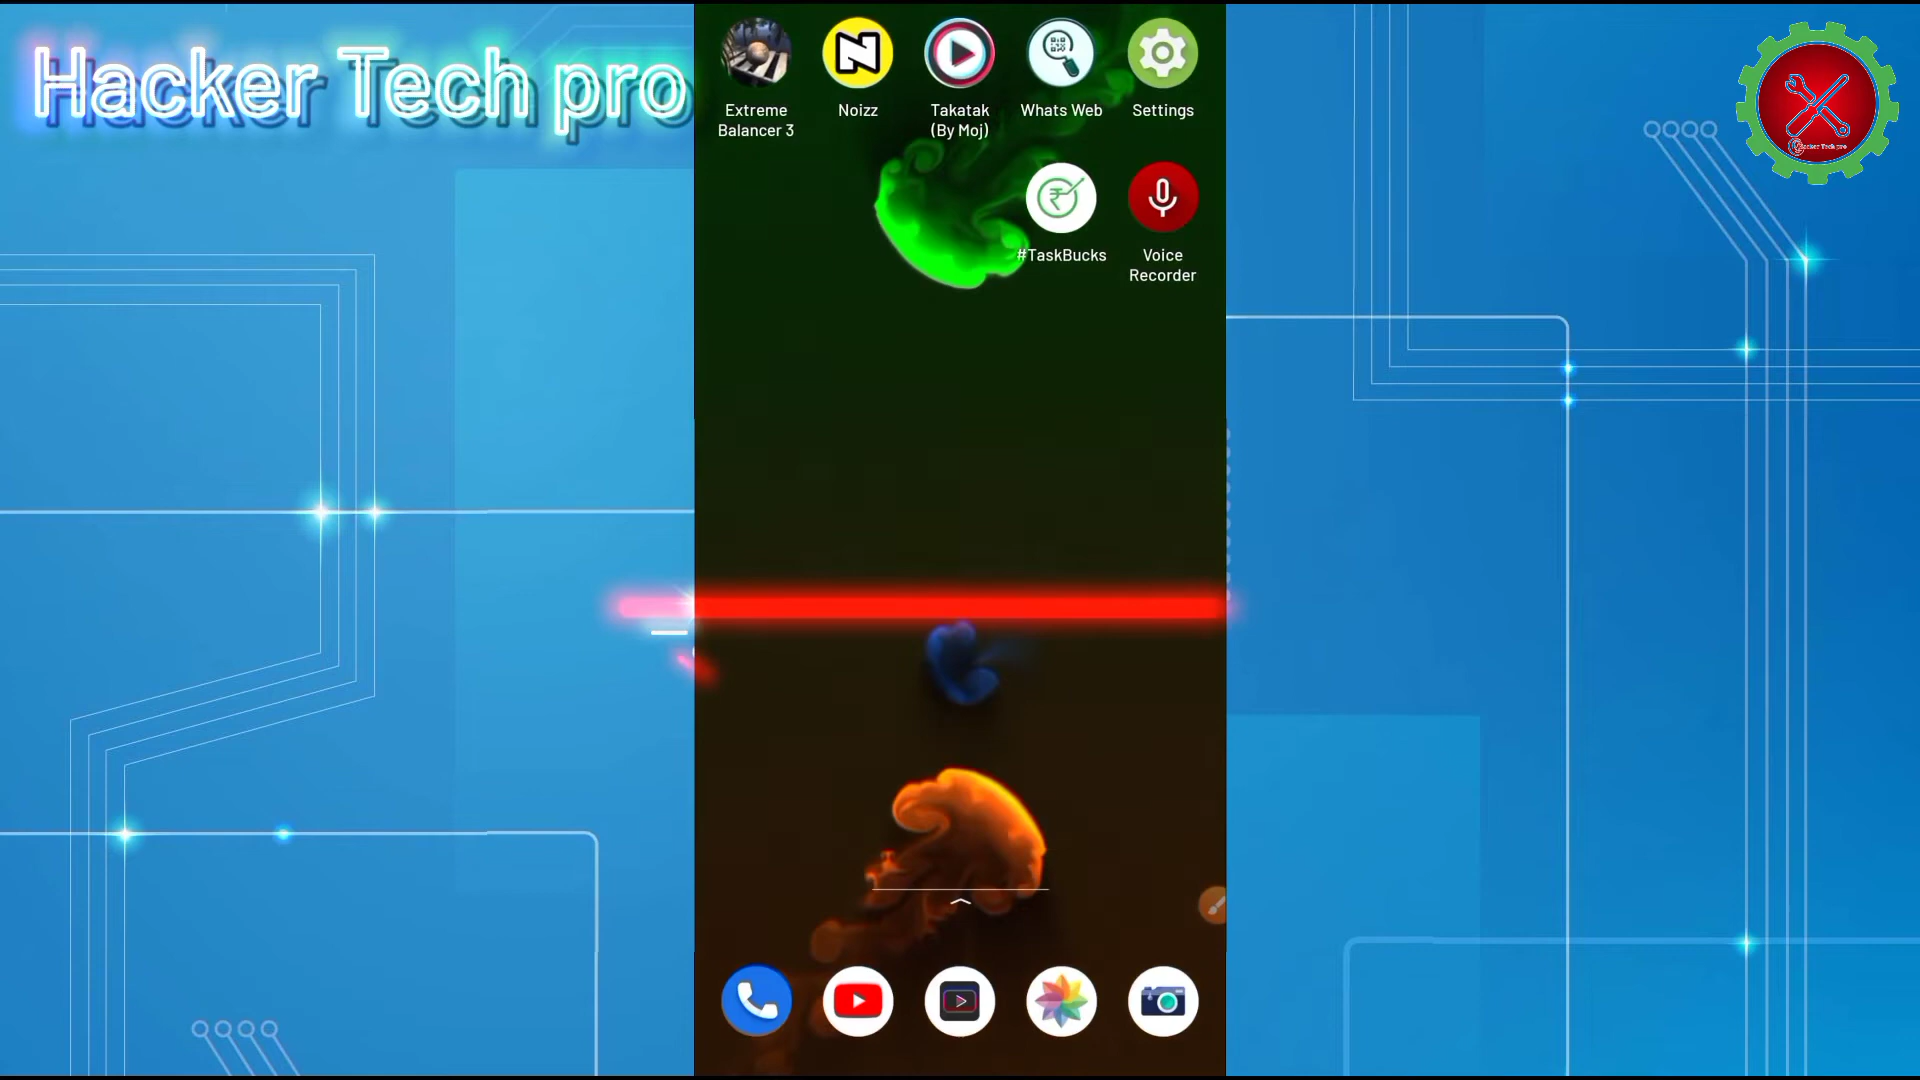 Hacker Tech pro
Extreme
Balancer 3
Noizz
Takatak
(By Moj)
Whats Web
Settings
#TaskBucks
Voice
Recorder